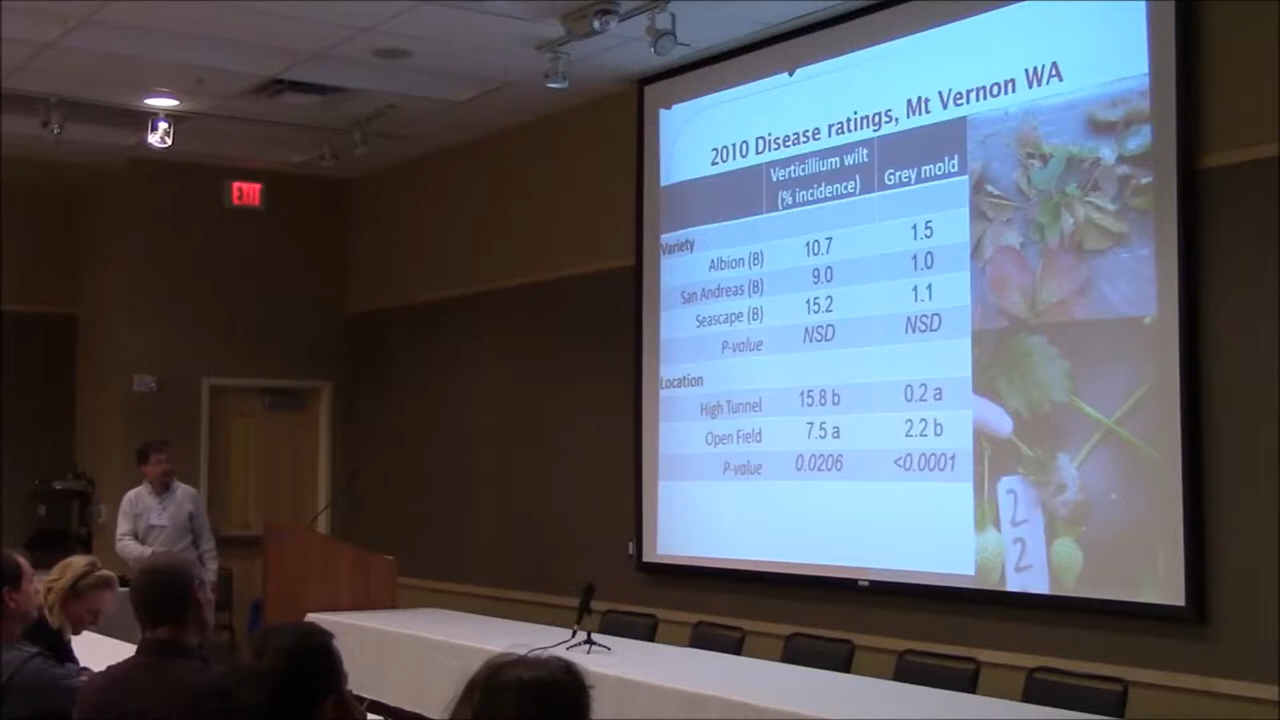 EXIT
2010 Disease ratings, Mt Vernon WA
Verticillium wilt (% incidence) Grey mold
Variety
Albion (B) 10.7 1.5
San Andreas (B) 9.0 1.0
Seascape (B) 15.2 1.1
P-value NSD NSD
Location
High Tunnel 15.8 b 0.2 a
Open Field 7.5 a 2.2 b
P-value 0.0206 <0.0001
2
2